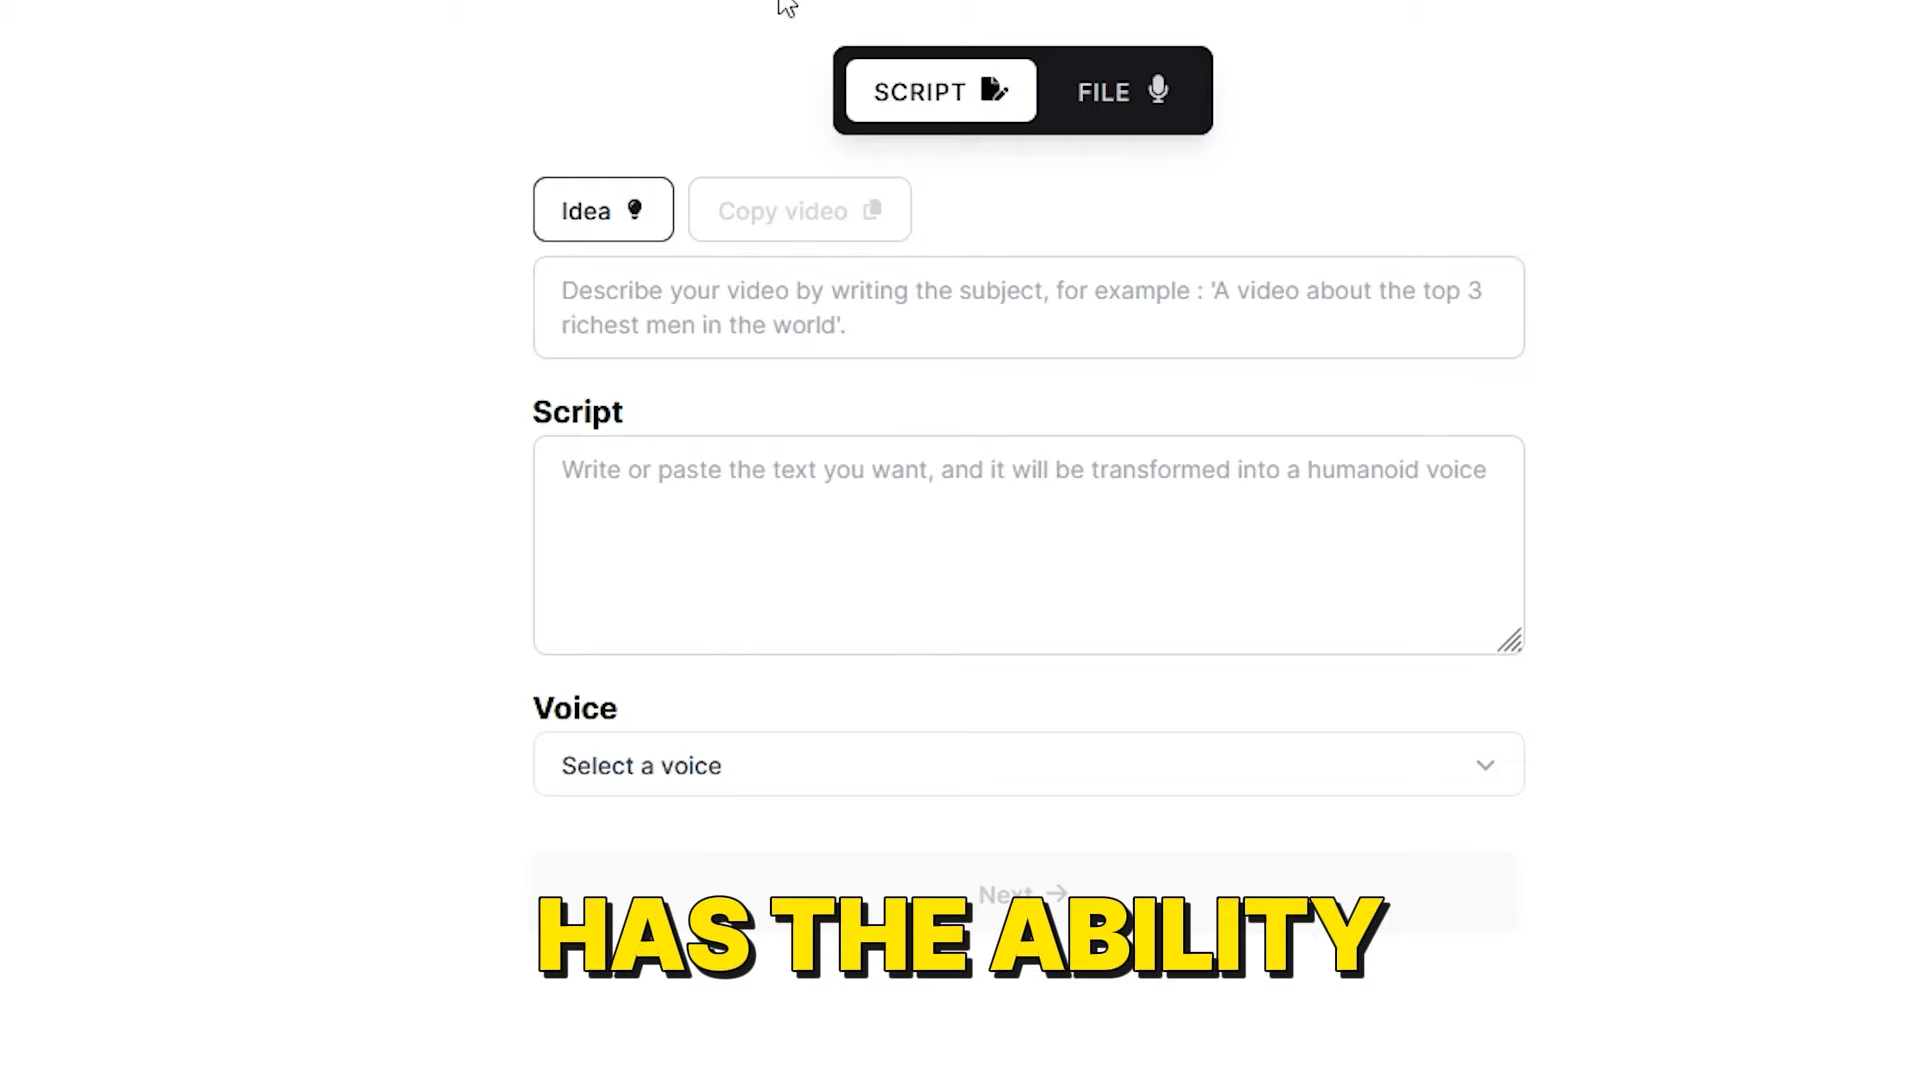 SCRIPT
FILE
Idea
Copy video
Describe your video by writing the subject, for example : 'A video about the top 3
richest men in the world'.
Script
Write or paste the text you want, and it will be transformed into a humanoid voice
Voice
Select a voice
Next
HAS THE ABILITY